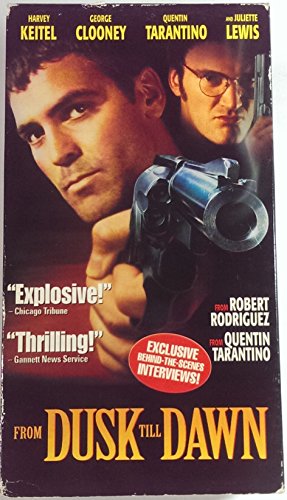 HARVEY KEITEL
GEORGE CLOONEY
QUENTIN TARANTINO
AND JULIETTE LEWIS
"Explosive!"
– Chicago Tribune
"Thrilling!"
– Gannett News Service
EXCLUSIVE
BEHIND-THE-SCENES
INTERVIEWS!
FROM ROBERT
RODRIGUEZ
FROM QUENTIN
TARANTINO
FROM DUSK TILL DAWN